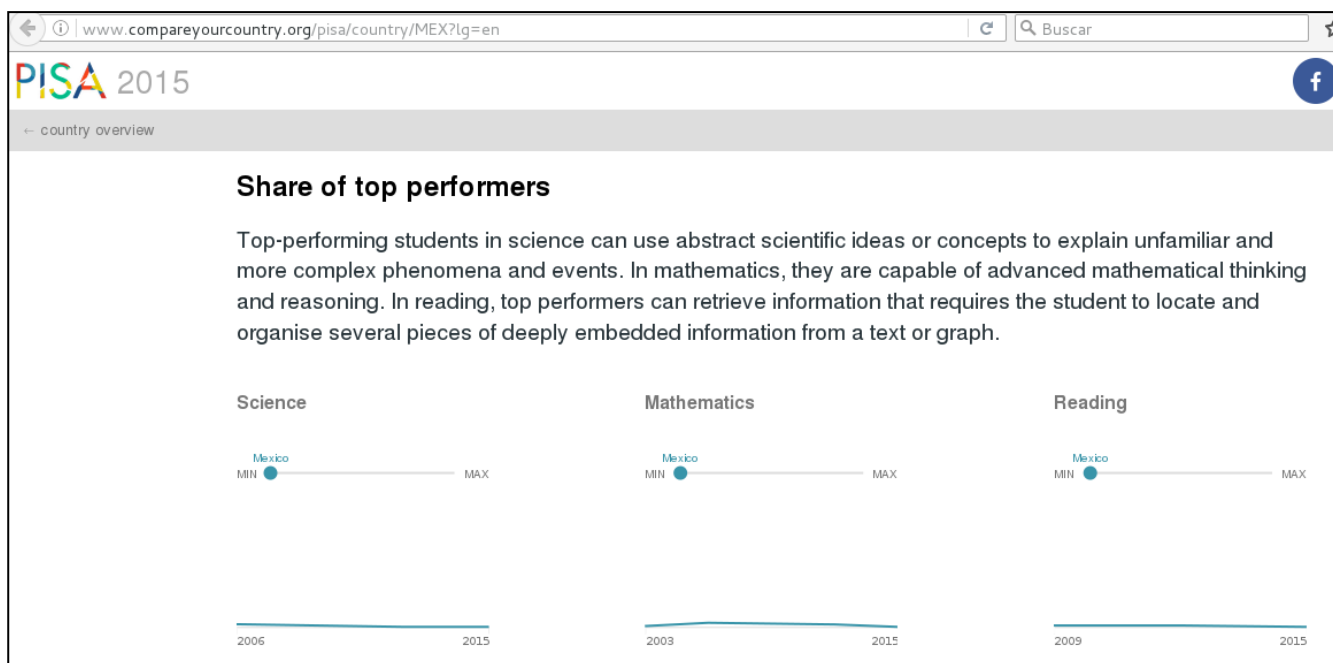 www.compareyourcountry.org/pisa/country/MEX?lg=en
Buscar
PISA 2015
f
← country overview
Share of top performers
Top-performing students in science can use abstract scientific ideas or concepts to explain unfamiliar and
more complex phenomena and events. In mathematics, they are capable of advanced mathematical thinking
and reasoning. In reading, top performers can retrieve information that requires the student to locate and
organise several pieces of deeply embedded information from a text or graph.
Science
Mexico
MIN MAX
2006 2015
Mathematics
Mexico
MIN MAX
2003 2015
Reading
Mexico
MIN MAX
2009 2015